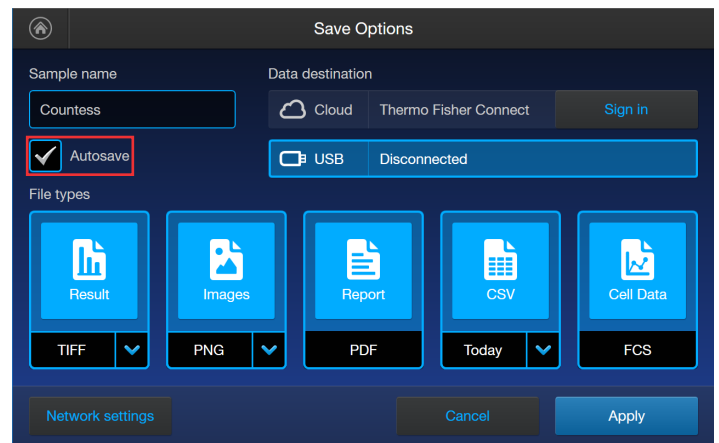 Save Options
Sample name
Data destination
Countess
Cloud
Thermo Fisher Connect
Sign in
Autosave
USB
Disconnected
File types
Result
Images
Report
CSV
Cell Data
TIFF
PNG
PDF
Today
FCS
Network settings
Cancel
Apply